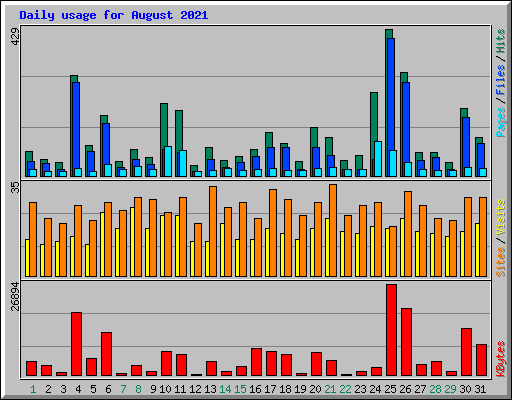 Daily usage for August 2021
429
Pages / Files / Hits
35
Sites / Visits
26894
KBytes
1 2 3 4 5 6 7 8 9 10 11 12 13 14 15 16 17 18 19 20 21 22 23 24 25 26 27 28 29 30 31